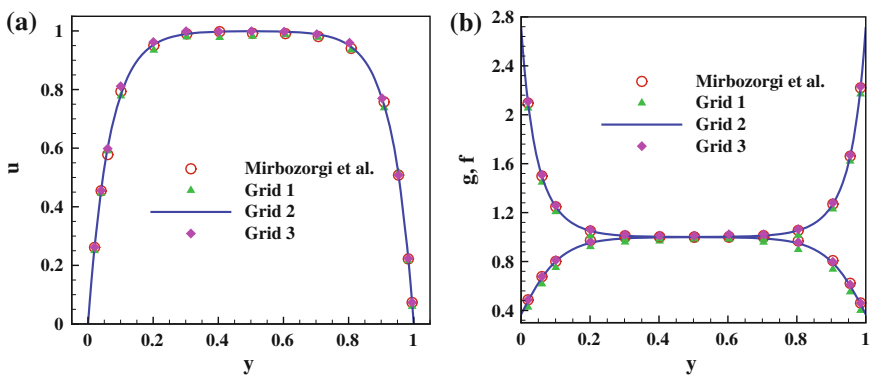 (a)
1
0.8
0.6
0.4
0.2
0
u
Mirbozorgi et al.
Grid 1
Grid 2
Grid 3
0 0.2 0.4 0.6 0.8 1
y
(b)
2.8
2.4
2.0
1.6
1.2
0.8
0.4
g, f
Mirbozorgi et al.
Grid 1
Grid 2
Grid 3
0 0.2 0.4 0.6 0.8 1
y